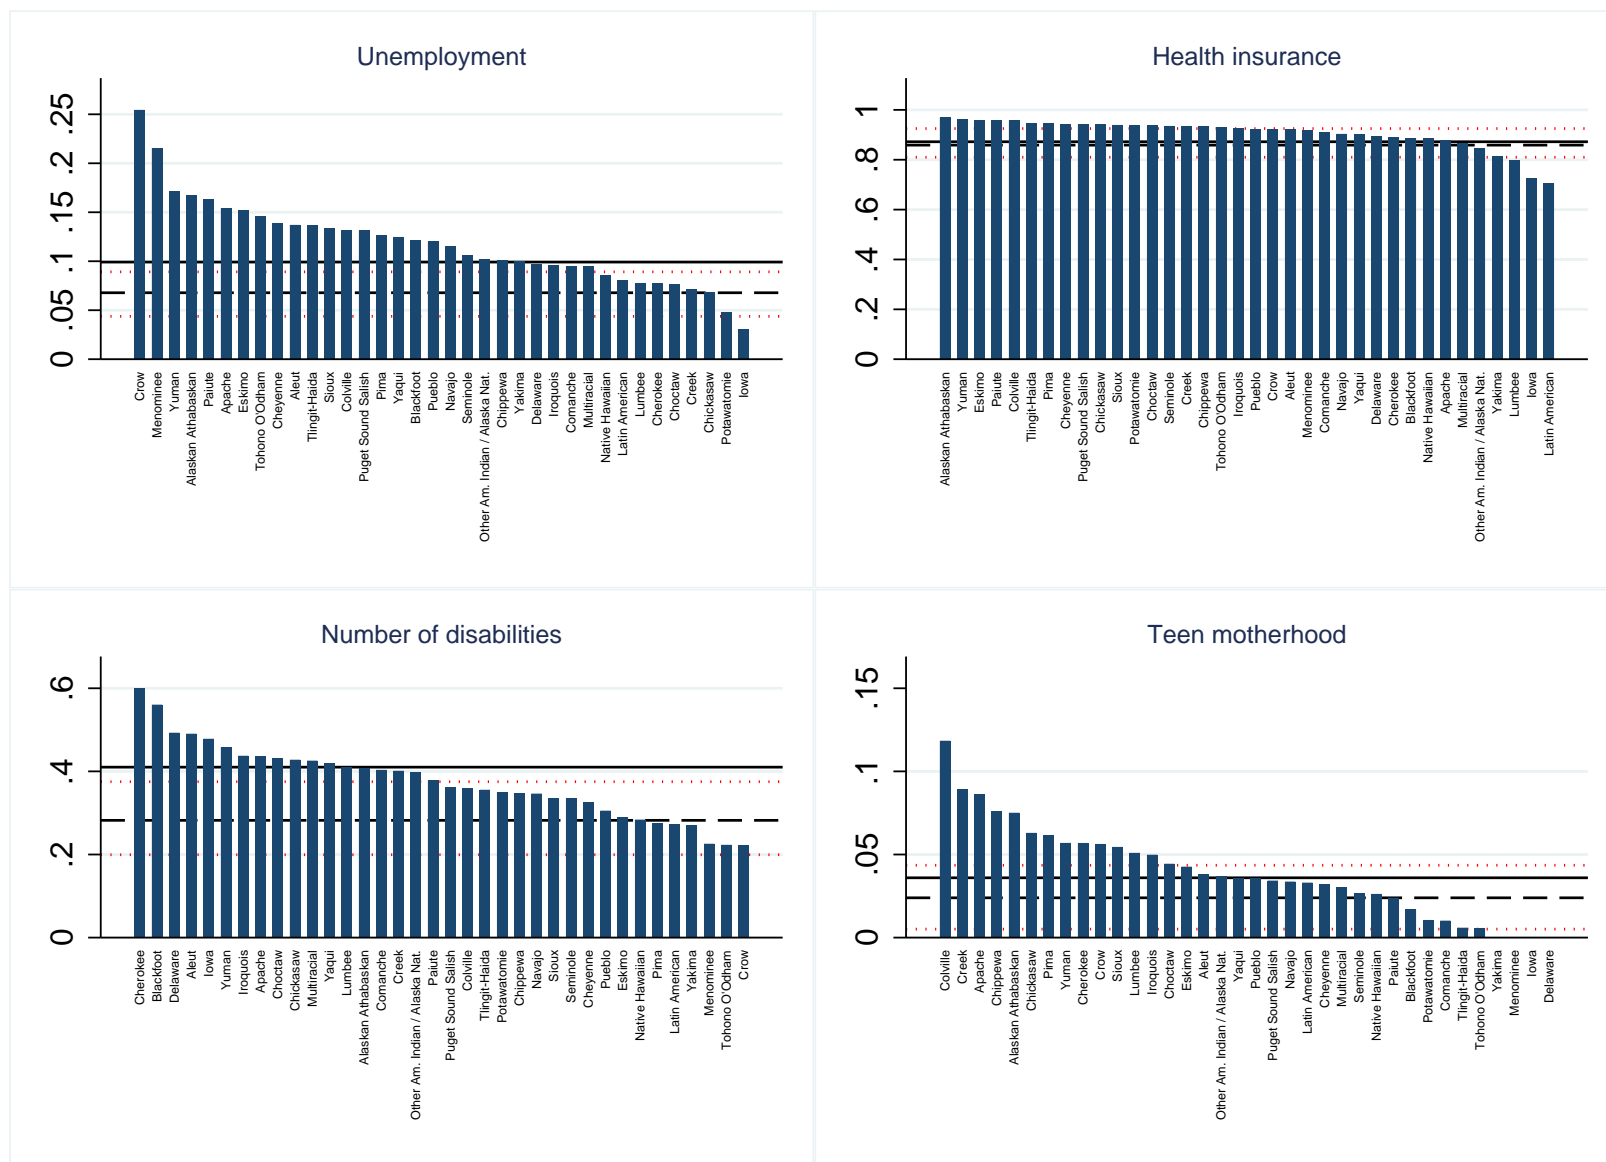 Unemployment
.25
.2
.15
.1
.05
0
Crow
Menominee
Yuman
Alaskan Athabaskan
Paiute
Apache
Eskimo
Tohono O'Odham
Cheyenne
Aleut
Tlingit-Haida
Sioux
Colville
Puget Sound Salish
Pima
Yaqui
Blackfoot
Pueblo
Navajo
Seminole
Other Am. Indian / Alaska Nat.
Chippewa
Yakima
Delaware
Iroquois
Comanche
Multiracial
Native Hawaiian
Latin American
Lumbee
Cherokee
Choctaw
Creek
Chickasaw
Potawatomie
Iowa
Health insurance
1
.8
.6
.4
.2
0
Alaskan Athabaskan
Yuman
Eskimo
Paiute
Colville
Tlingit-Haida
Pima
Cheyenne
Puget Sound Salish
Chickasaw
Sioux
Potawatomie
Choctaw
Seminole
Creek
Chippewa
Tohono O'Odham
Iroquois
Pueblo
Crow
Aleut
Menominee
Comanche
Navajo
Yaqui
Delaware
Cherokee
Blackfoot
Native Hawaiian
Apache
Multiracial
Other Am. Indian / Alaska Nat.
Yakima
Lumbee
Iowa
Latin American
Number of disabilities
.6
.4
.2
0
Cherokee
Blackfoot
Delaware
Aleut
Iowa
Yuman
Iroquois
Apache
Choctaw
Chickasaw
Multiracial
Yaqui
Lumbee
Alaskan Athabaskan
Comanche
Creek
Other Am. Indian / Alaska Nat.
Paiute
Puget Sound Salish
Colville
Tlingit-Haida
Potawatomie
Chippewa
Navajo
Sioux
Seminole
Cheyenne
Pueblo
Eskimo
Native Hawaiian
Pima
Latin American
Yakima
Menominee
Tohono O'Odham
Crow
Teen motherhood
.15
.1
.05
0
Colville
Creek
Apache
Chippewa
Alaskan Athabaskan
Chickasaw
Pima
Yuman
Cherokee
Crow
Sioux
Lumbee
Iroquois
Choctaw
Eskimo
Aleut
Other Am. Indian / Alaska Nat.
Yaqui
Pueblo
Puget Sound Salish
Navajo
Latin American
Cheyenne
Multiracial
Seminole
Native Hawaiian
Paiute
Blackfoot
Potawatomie
Comanche
Tlingit-Haida
Tohono O'Odham
Yakima
Menominee
Iowa
Delaware